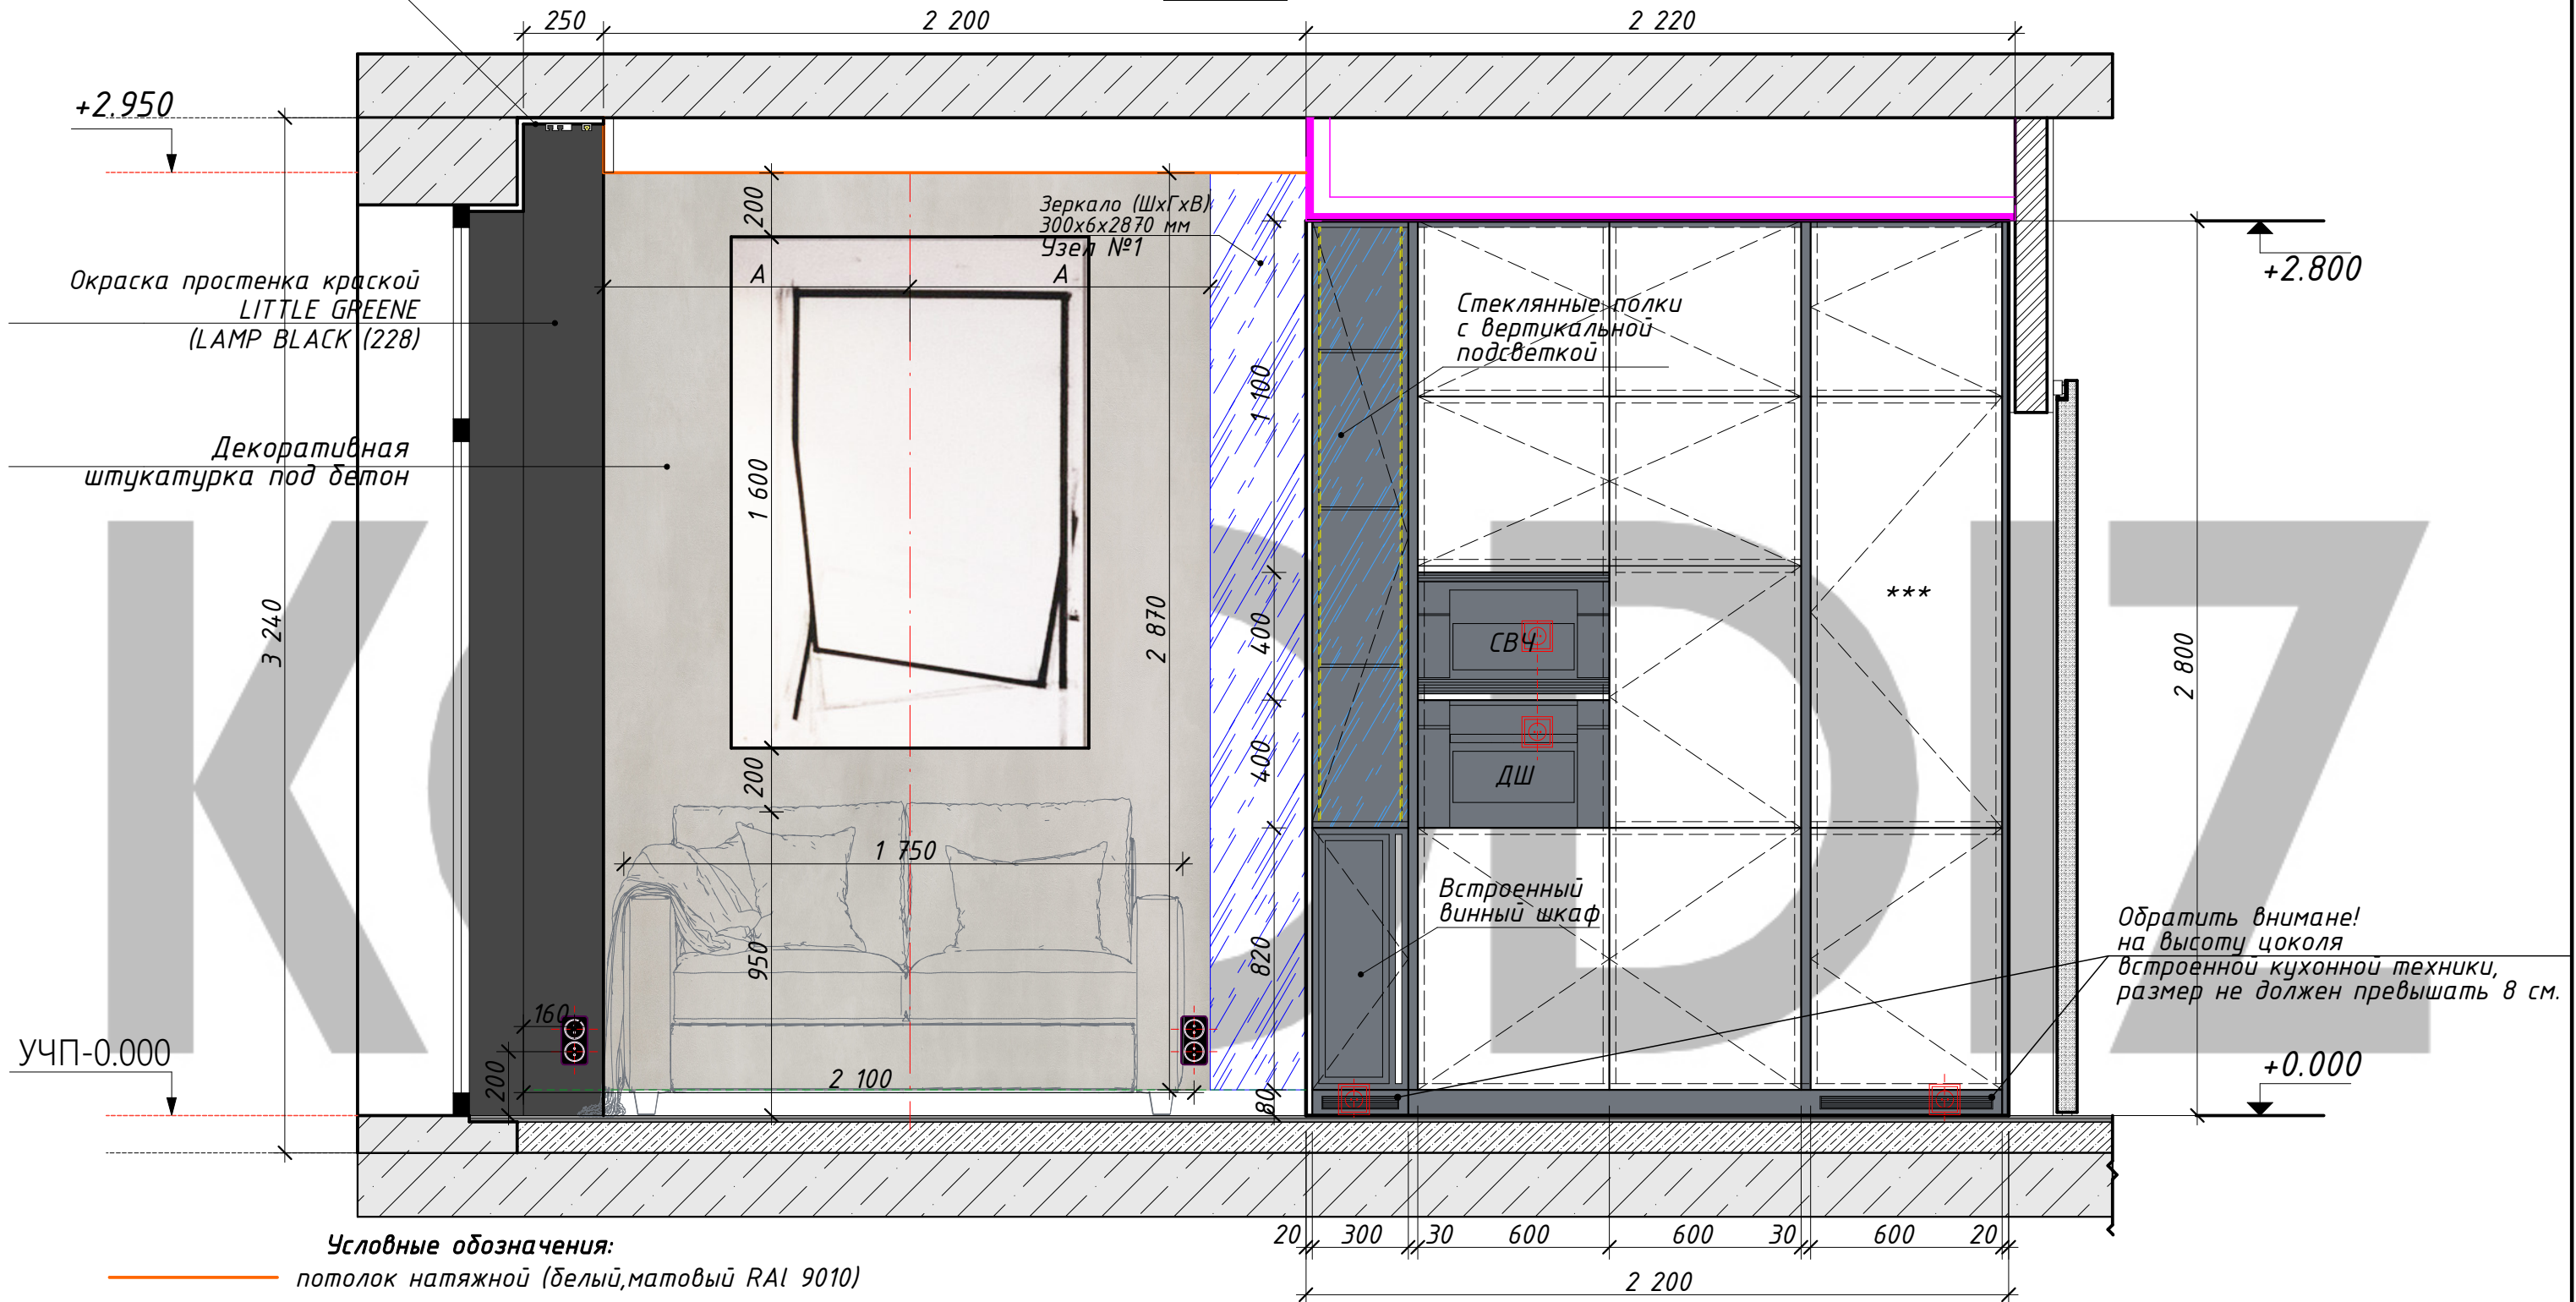 250
2 200
2 220
+2.950
200
Зеркало (ШхГхВ)
300х6х2870 мм
Узел №1
A
A
+2.800
Окраска простенка краской
LITTLE GREENE
(LAMP BLACK (228)
Стеклянные полки
с вертикальной
подсветкой
1 100
Декоративная
штукатурка под бетон
1 600
KODIZ
3 240
2 870
400
СВЧ
***
2 800
200
400
ДШ
1 750
950
820
Встроенный
винный шкаф
Обратить внимане!
на высоту цоколя
встроенной кухонной техники,
размер не должен превышать 8 см.
160
УЧП-0.000
200
2 100
80
+0.000
20
300
30
600
600
30
600
20
2 200
Условные обозначения:
потолок натяжной (белый,матовый RAl 9010)